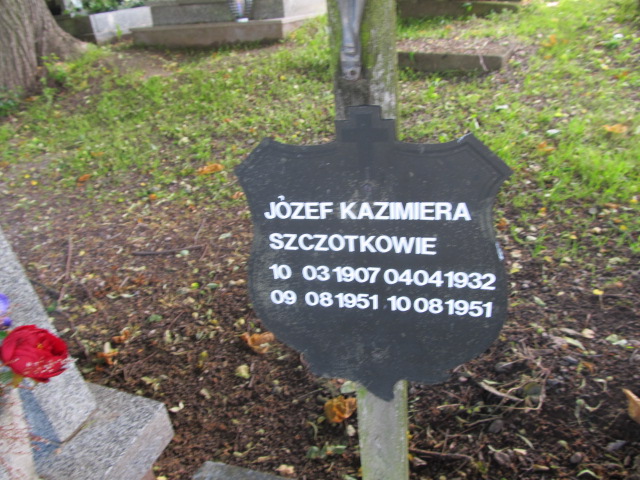 JÓZEF KAZIMIERA
SZCZOTKOWIE
10 03 1907 04 04 1932
09 08 1951 10 08 1951